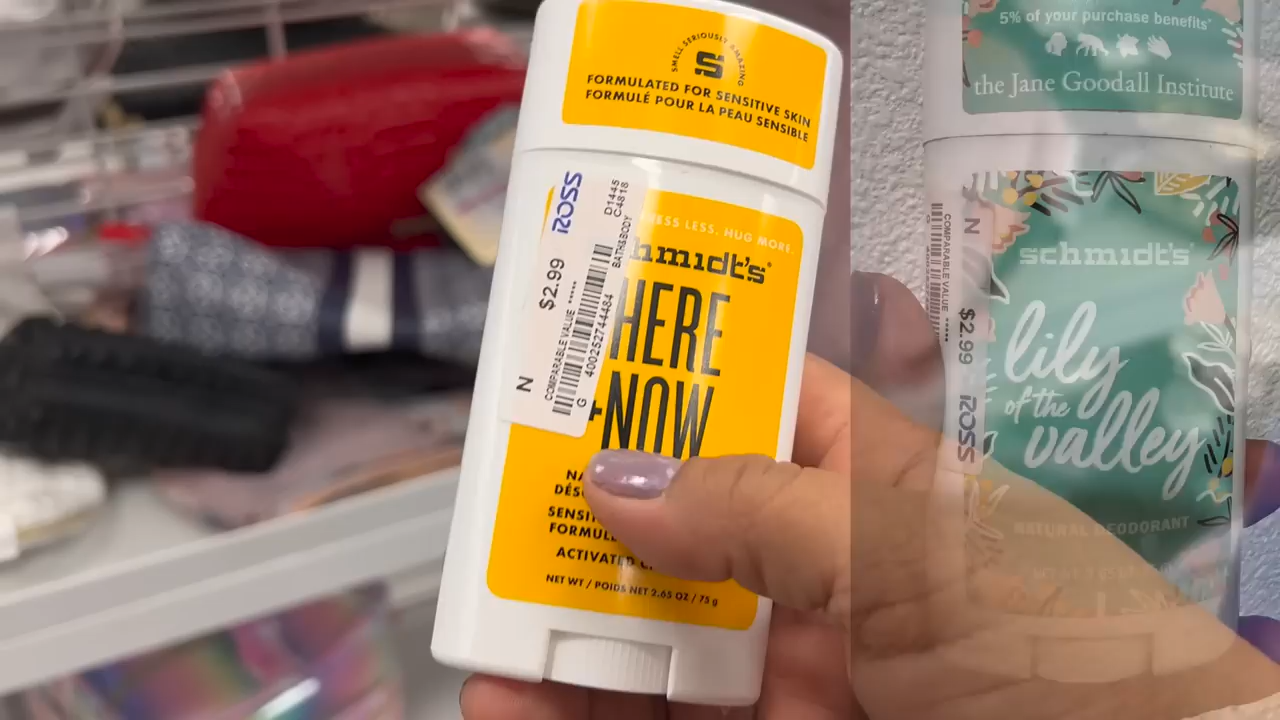 SMELL SERIOUSLY AMAZING
S
FORMULATED FOR SENSITIVE SKIN
FORMULÉ POUR LA PEAU SENSIBLE
ROSS
D1445
C4818
BATH&BODY
$2.99
COMPARABLE VALUE *****
400252744484
N
G
LESS. HUG MORE.
hmidt's
HERE
+NOW
ACTIVATED
NET WT / POIDS NET 2.65 OZ / 75 g
5% of your purchase benefits*
the Jane Goodall Institute
N
COMPARABLE VALUE *****
$2.99
ROSS
schmidt's
lily
of the
valley
NATURAL DEODORANT